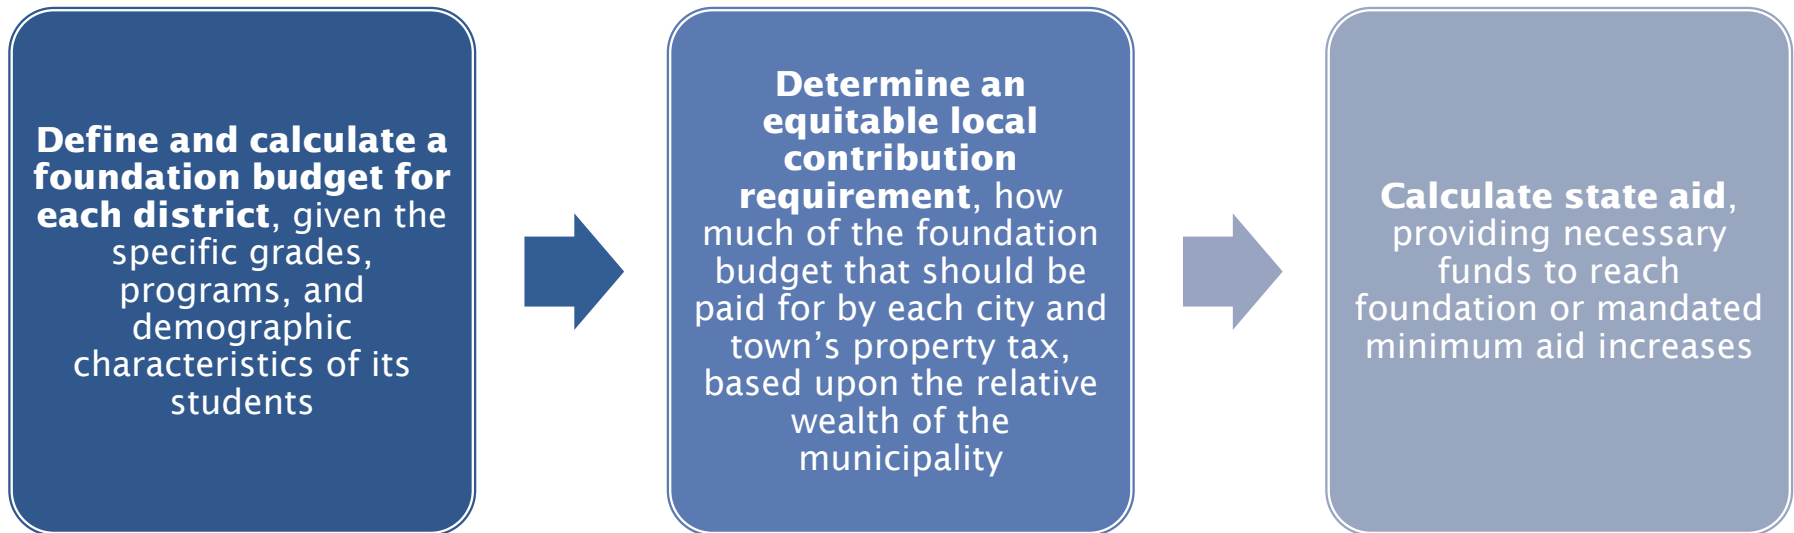 Define and calculate a
foundation budget for
each district, given the
specific grades,
programs, and
demographic
characteristics of its
students
Determine an
equitable local
contribution
requirement, how
much of the foundation
budget that should be
paid for by each city and
town’s property tax,
based upon the relative
wealth of the
municipality
Calculate state aid,
providing necessary
funds to reach
foundation or mandated
minimum aid increases